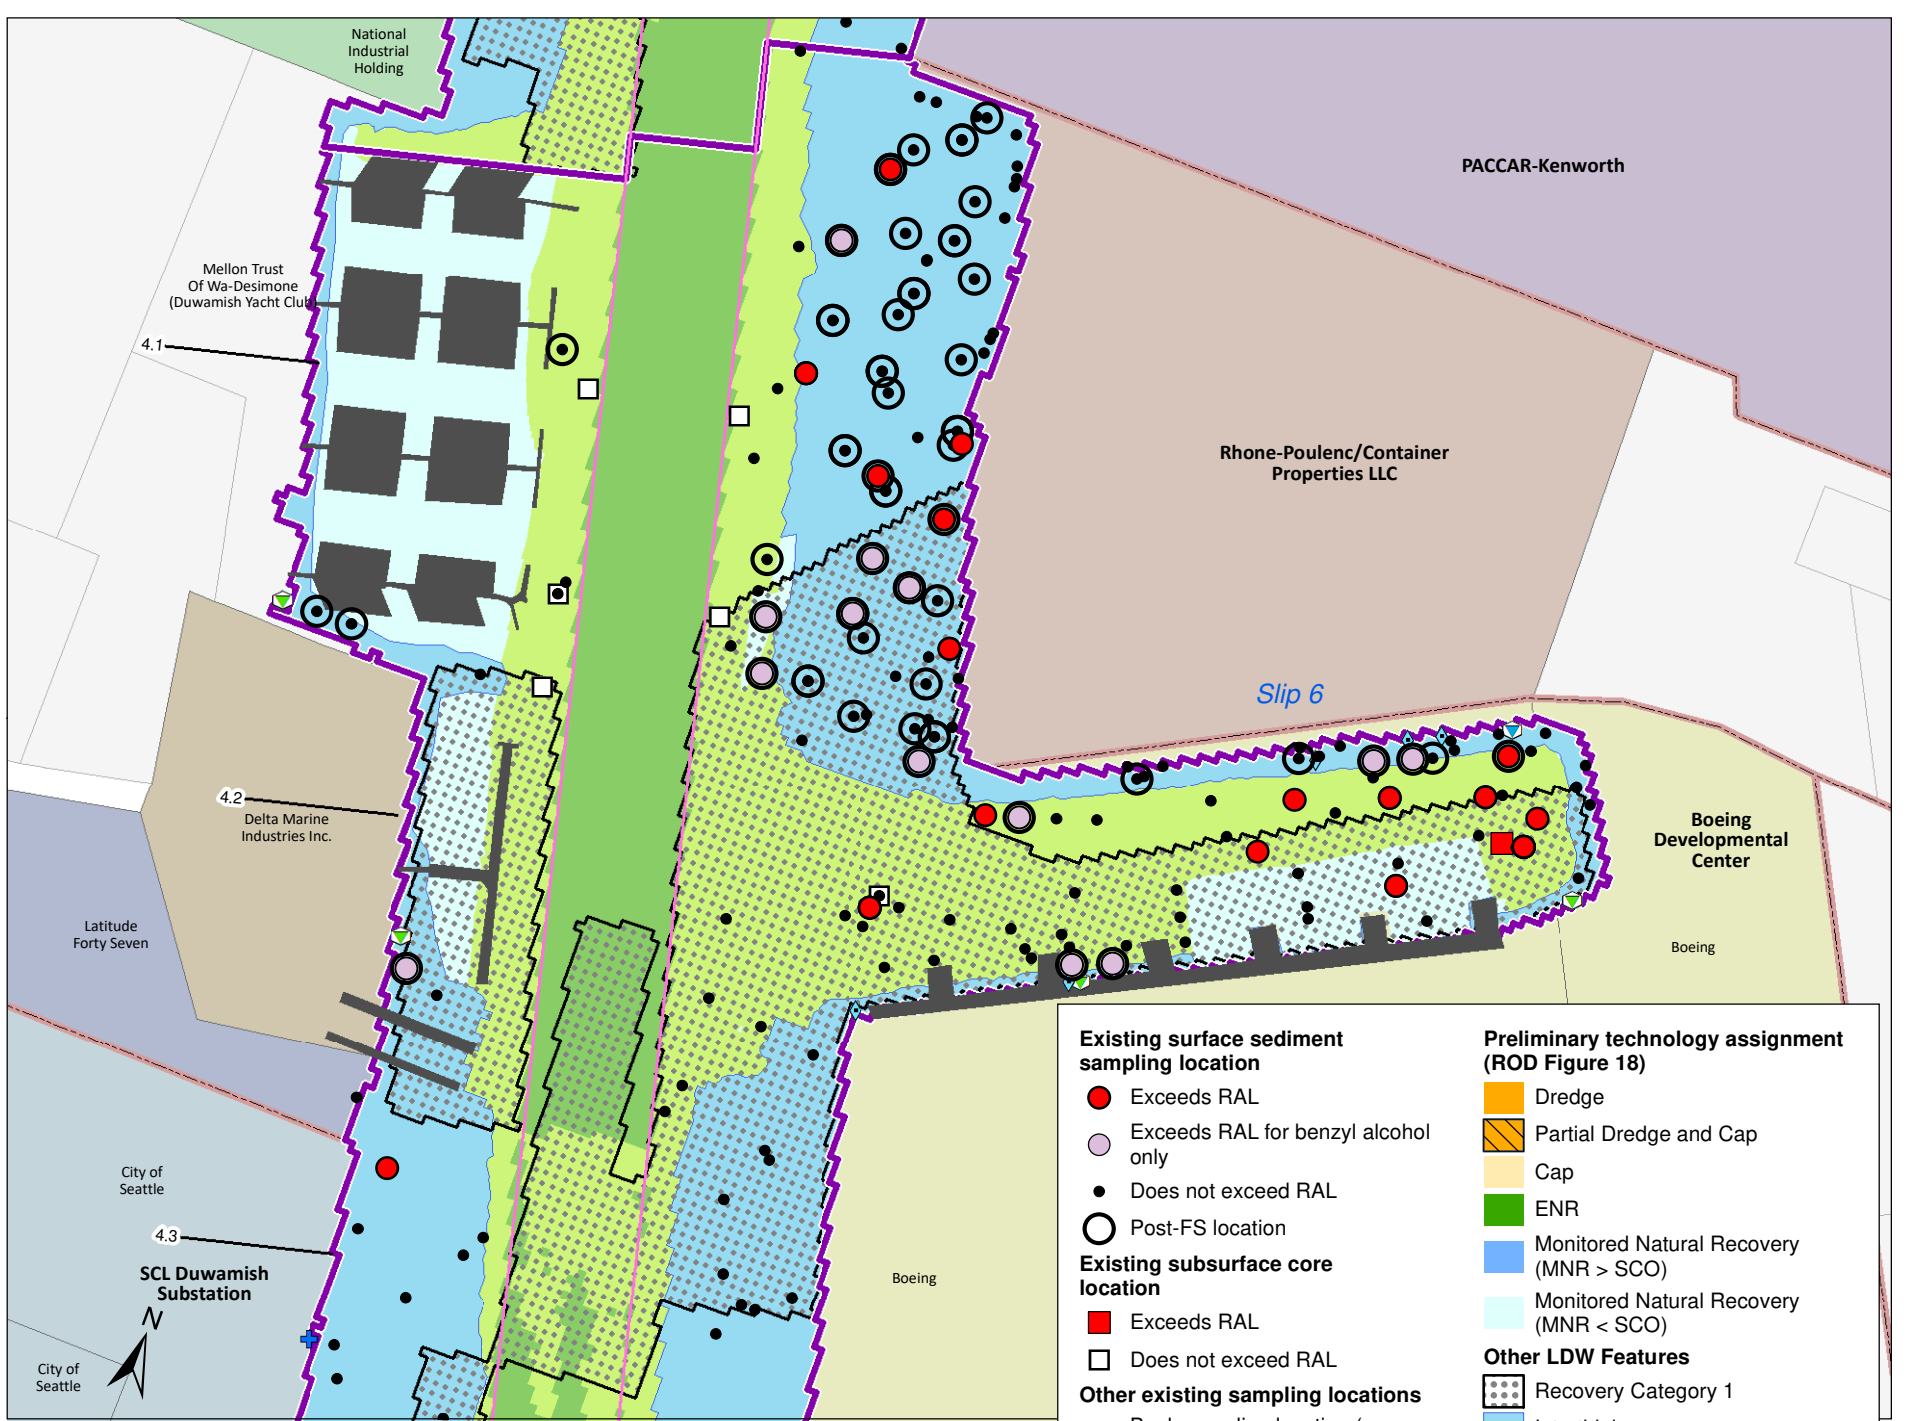 National
Industrial
Holding
PACCAR-Kenworth
Mellon Trust
Of Wa-Desimone
(Duwamish Yacht Club)
4.1
Rhone-Poulenc/Container
Properties LLC
Slip 6
4.2
Delta Marine
Industries Inc.
Boeing
Developmental
Center
Latitude
Forty Seven
Boeing
City of
Seattle
4.3
SCL Duwamish
Substation
N
City of
Seattle
Boeing
Existing surface sediment
sampling location
Exceeds RAL
Exceeds RAL for benzyl alcohol
only
Does not exceed RAL
Post-FS location
Existing subsurface core
location
Exceeds RAL
Does not exceed RAL
Other existing sampling locations
Preliminary technology assignment
(ROD Figure 18)
Dredge
Partial Dredge and Cap
Cap
ENR
Monitored Natural Recovery
(MNR > SCO)
Monitored Natural Recovery
(MNR < SCO)
Other LDW Features
Recovery Category 1